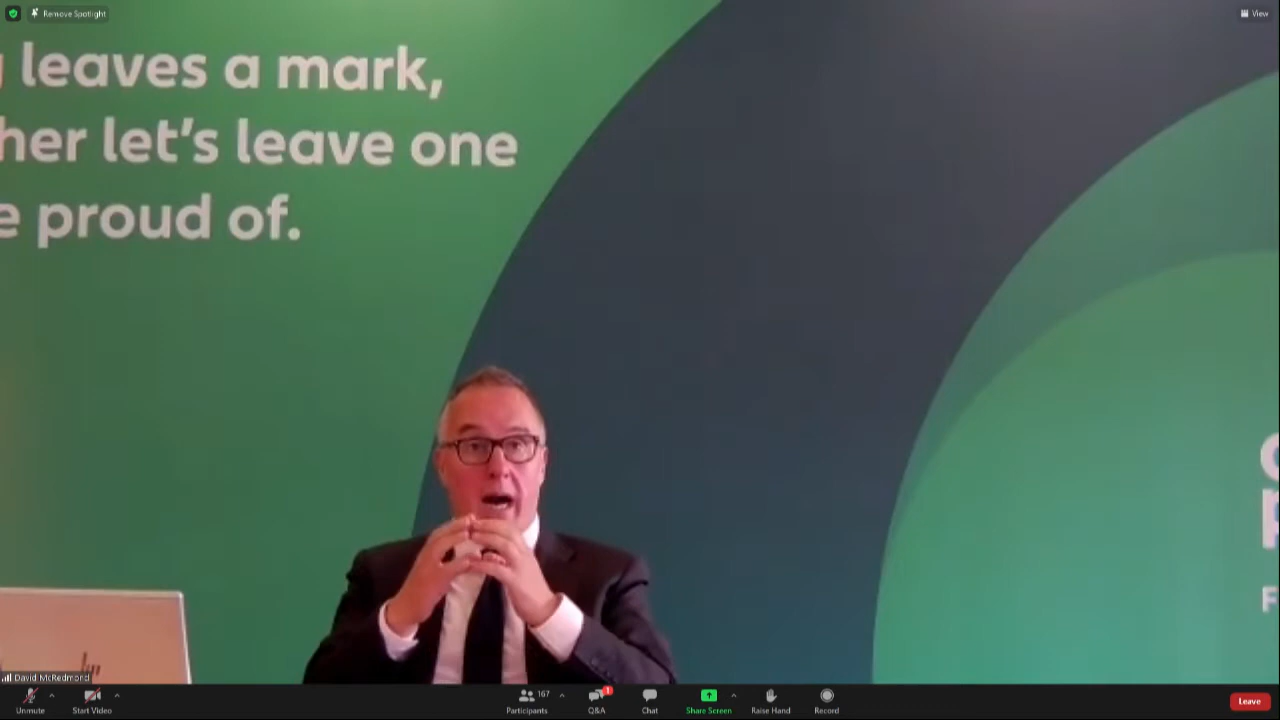 Remove Spotlight
View
leaves a mark,
her let's leave one
e proud of.
F
David McRedmond
Unmute
Start Video
167
Participants
1
Q&A
Chat
Share Screen
Raise Hand
Record
Leave